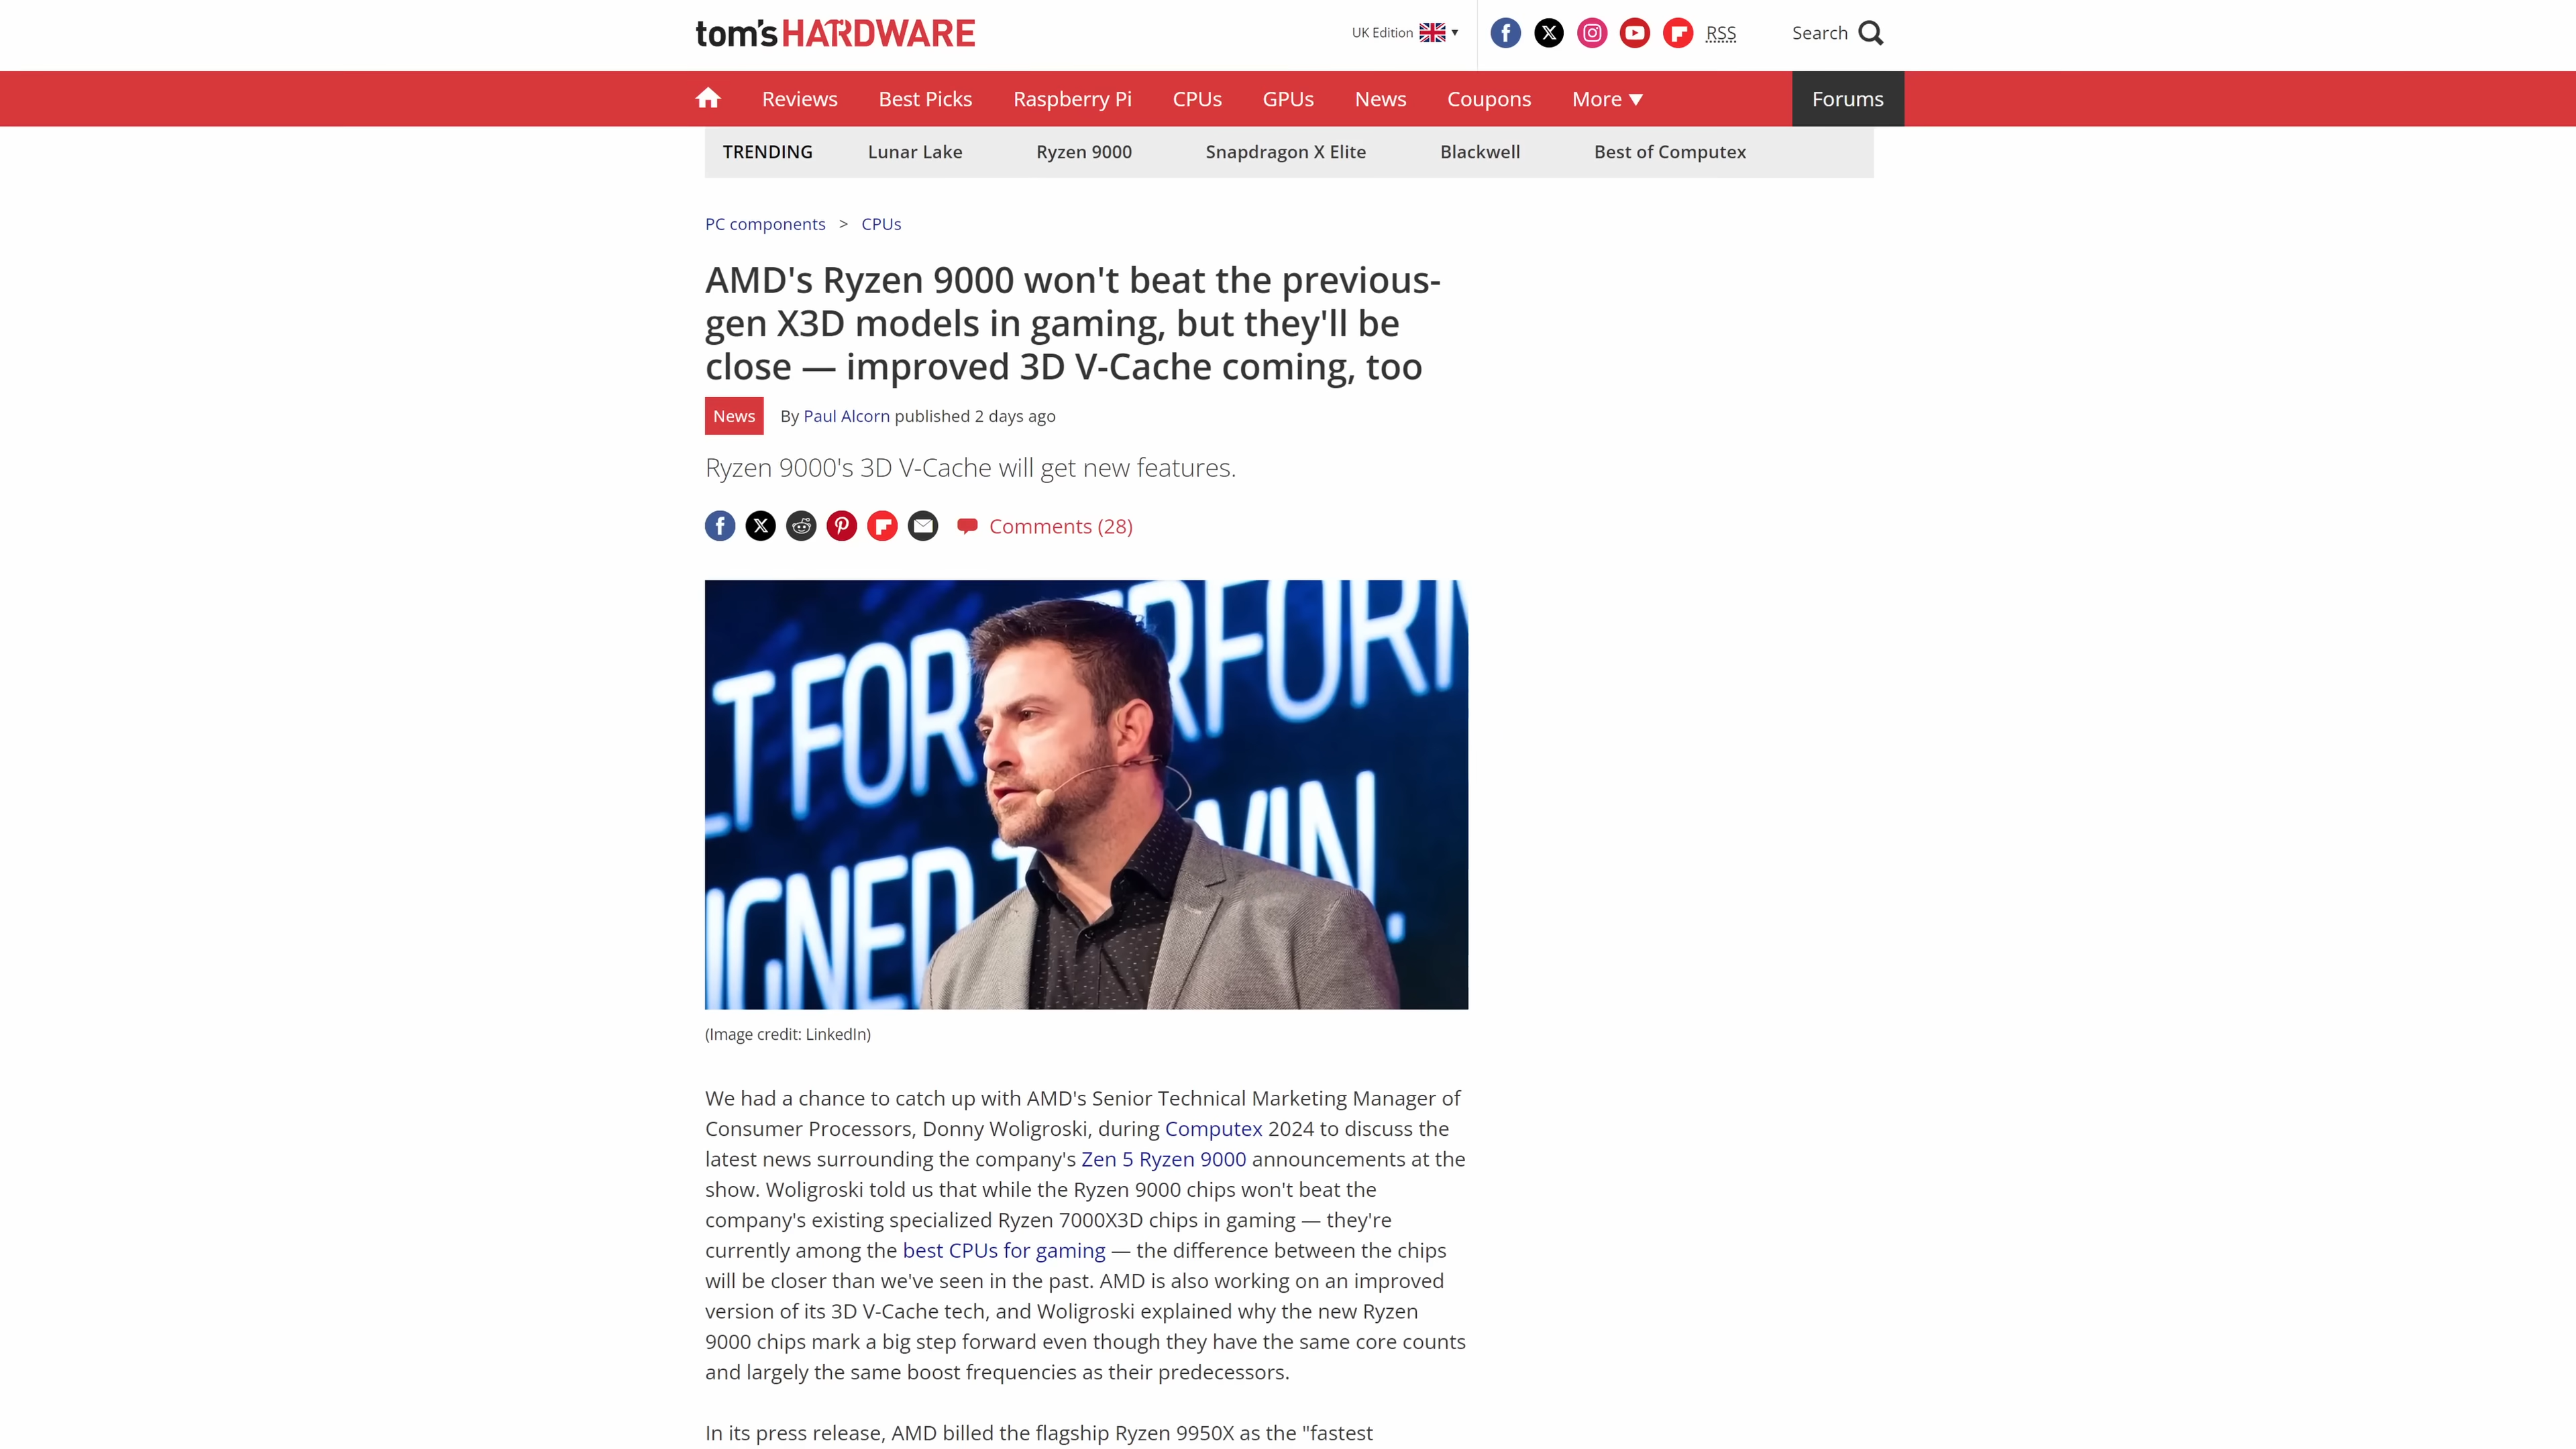 tom's HARDWARE
UK Edition
RSS
Search
Reviews
Best Picks
Raspberry Pi
CPUs
GPUs
News
Coupons
More
Forums
TRENDING
Lunar Lake
Ryzen 9000
Snapdragon X Elite
Blackwell
Best of Computex
PC components > CPUs
AMD's Ryzen 9000 won't beat the previous-
gen X3D models in gaming, but they'll be
close — improved 3D V-Cache coming, too
News
By Paul Alcorn published 2 days ago
Ryzen 9000's 3D V-Cache will get new features.
Comments (28)
T FOR
ERFORM
IGNED T
WIN.
(Image credit: LinkedIn)
We had a chance to catch up with AMD's Senior Technical Marketing Manager of
Consumer Processors, Donny Woligroski, during Computex 2024 to discuss the
latest news surrounding the company's Zen 5 Ryzen 9000 announcements at the
show. Woligroski told us that while the Ryzen 9000 chips won't beat the
company's existing specialized Ryzen 7000X3D chips in gaming — they're
currently among the best CPUs for gaming — the difference between the chips
will be closer than we've seen in the past. AMD is also working on an improved
version of its 3D V-Cache tech, and Woligroski explained why the new Ryzen
9000 chips mark a big step forward even though they have the same core counts
and largely the same boost frequencies as their predecessors.
In its press release, AMD billed the flagship Ryzen 9950X as the "fastest